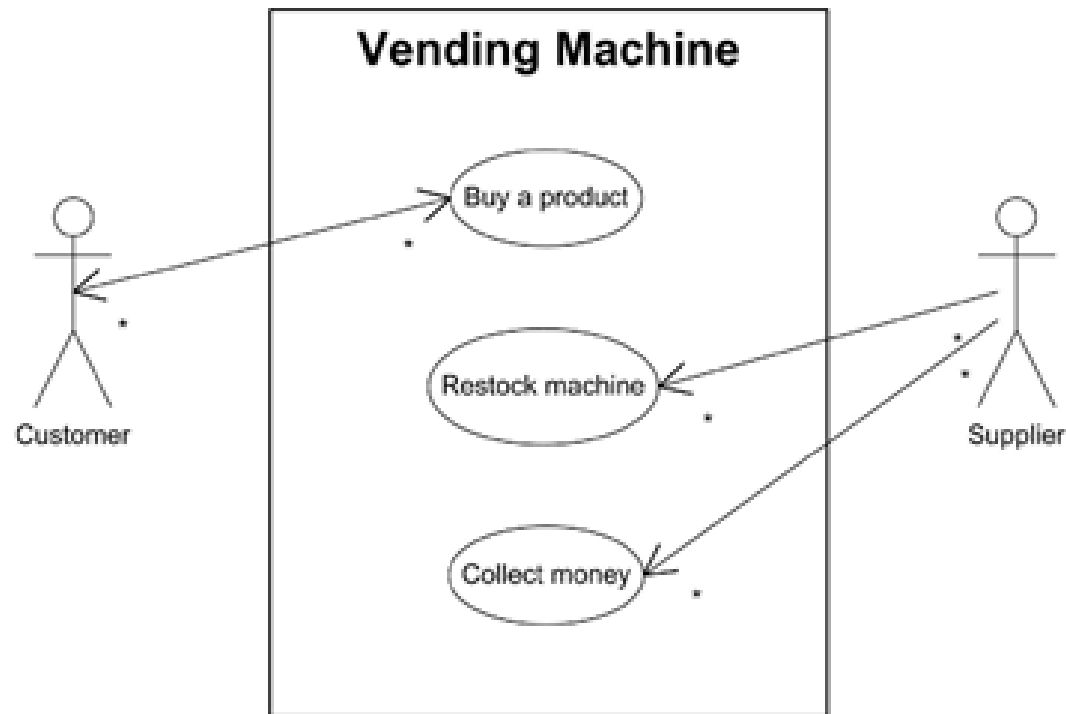 Vending Machine
Buy a product
Restock machine
Customer
Supplier
Collect money